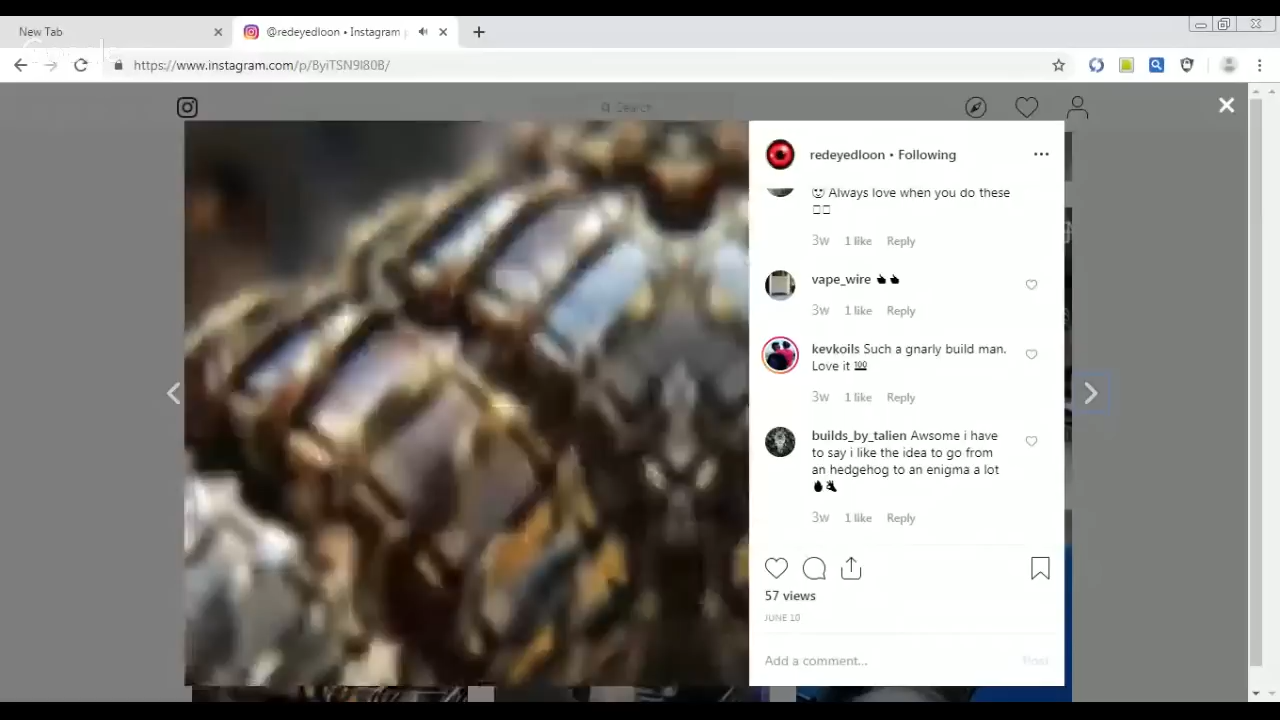 New Tab
@redeyedloon • Instagram p
https://www.instagram.com/p/ByiTSN9I80B/
Google
Search
redeyedloon • Following
Always love when you do these
3w 1 like Reply
vape_wire
3w 1 like Reply
kevkoils Such a gnarly build man.
Love it 💯
3w 1 like Reply
builds_by_talien Awsome i have
to say i like the idea to go from
an hedgehog to an enigma a lot
3w 1 like Reply
57 views
JUNE 10
Add a comment...
Post